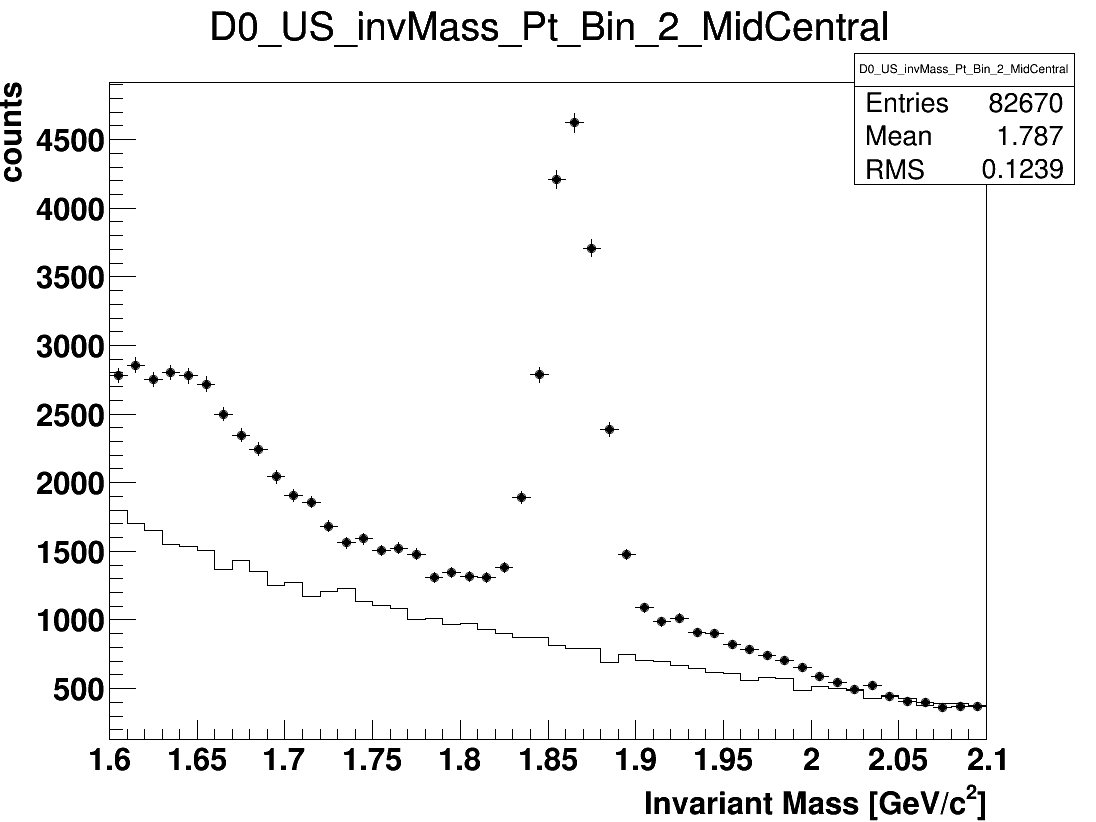 D0_US_invMass_Pt_Bin_2_MidCentral
D0_US_invMass_Pt_Bin_2_MidCentral
Entries 82670
Mean 1.787
RMS 0.1239
counts
4500
4000
3500
3000
2500
2000
1500
1000
500
1.6 1.65 1.7 1.75 1.8 1.85 1.9 1.95 2 2.05 2.1
Invariant Mass [GeV/c²]